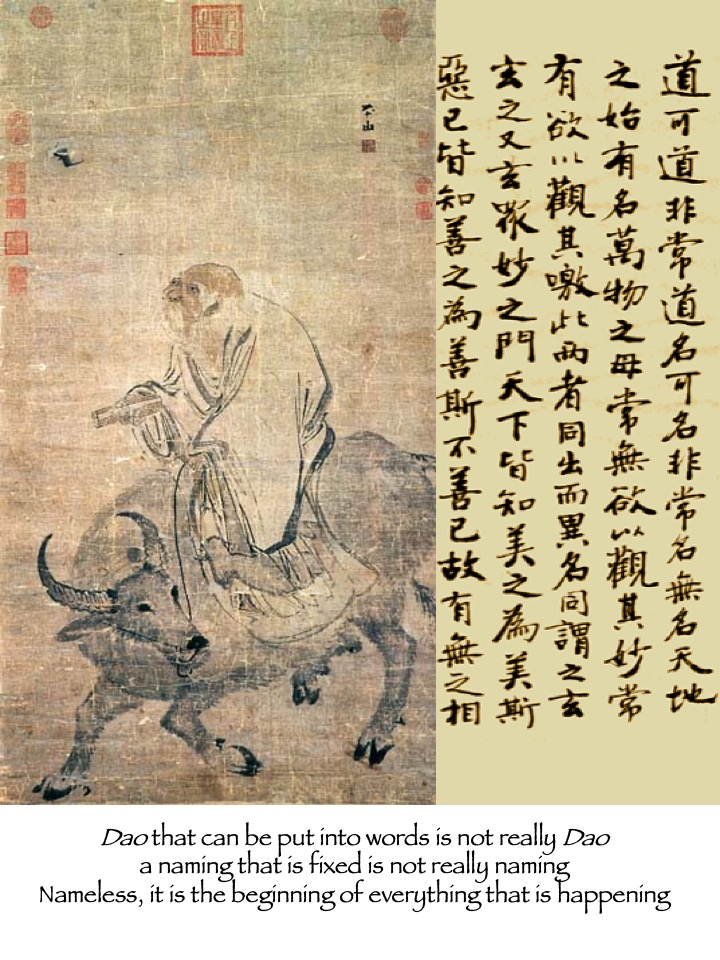 平山
道可道非常道名可名非常名無名天地
之始有名萬物之母常無欲以觀其妙常
有欲以觀其噭此兩者同出而異名同謂之玄
玄之又玄眾妙之門天下皆知美之為美斯
惡已皆知善之為善斯不善已故有無之相
Dao that can be put into words is not really Dao
a naming that is fixed is not really naming
Nameless, it is the beginning of everything that is happening